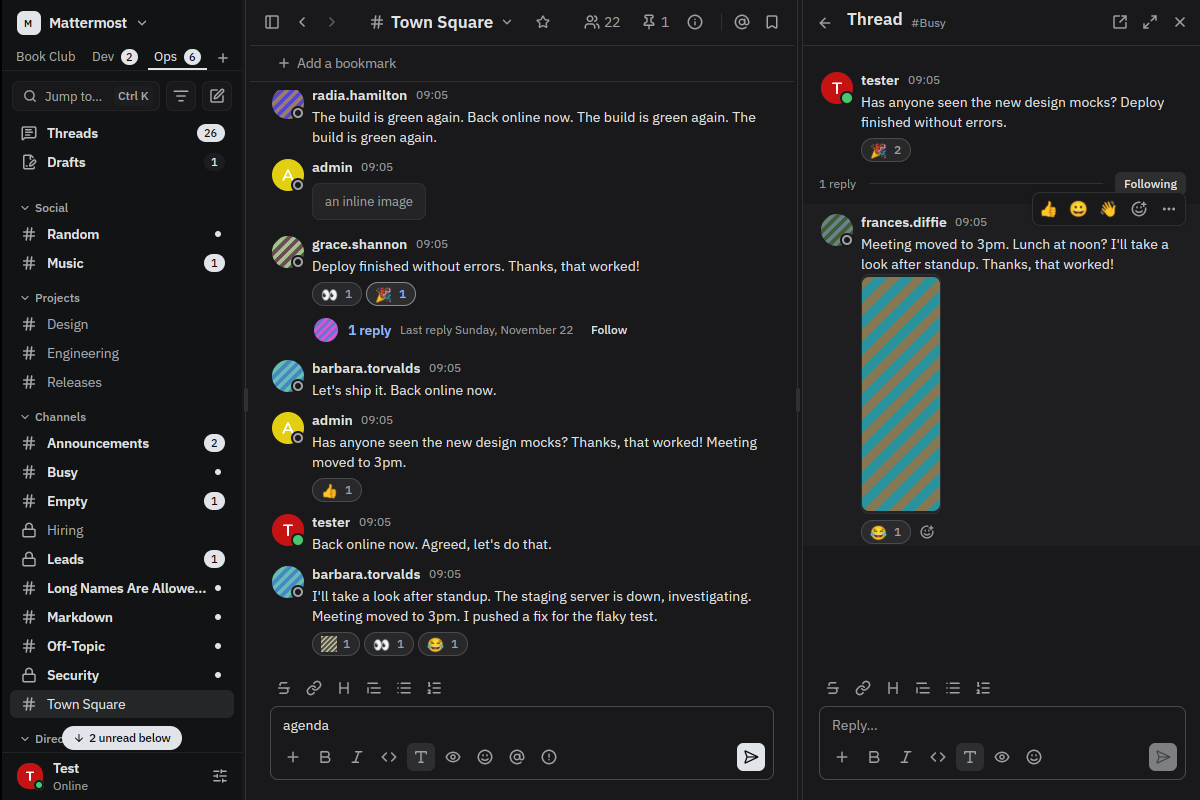 M Mattermost
Book Club Dev 2 Ops 6
Jump to... Ctrl K
Threads 26
Drafts 1
Social
Random
Music 1
Projects
Design
Engineering
Releases
Channels
Announcements 2
Busy
Empty 1
Hiring
Leads 1
Long Names Are Allowe...
Markdown
Off-Topic
Security
Town Square
Direc
2 unread below
T Test
Online
Town Square 22 1
Add a bookmark
radia.hamilton 09:05
The build is green again. Back online now. The build is green again. The
build is green again.
A admin 09:05
an inline image
grace.shannon 09:05
Deploy finished without errors. Thanks, that worked!
👀 1 🎉 1
1 reply Last reply Sunday, November 22 Follow
barbara.torvalds 09:05
Let's ship it. Back online now.
A admin 09:05
Has anyone seen the new design mocks? Thanks, that worked! Meeting
moved to 3pm.
👍 1
T tester 09:05
Back online now. Agreed, let's do that.
barbara.torvalds 09:05
I'll take a look after standup. The staging server is down, investigating.
Meeting moved to 3pm. I pushed a fix for the flaky test.
1 👀 1 😂 1
agenda
Thread #Busy
T tester 09:05
Has anyone seen the new design mocks? Deploy
finished without errors.
🎉 2
1 reply Following
frances.diffie 09:05
Meeting moved to 3pm. Lunch at noon? I'll take a
look after standup. Thanks, that worked!
😂 1
Reply...